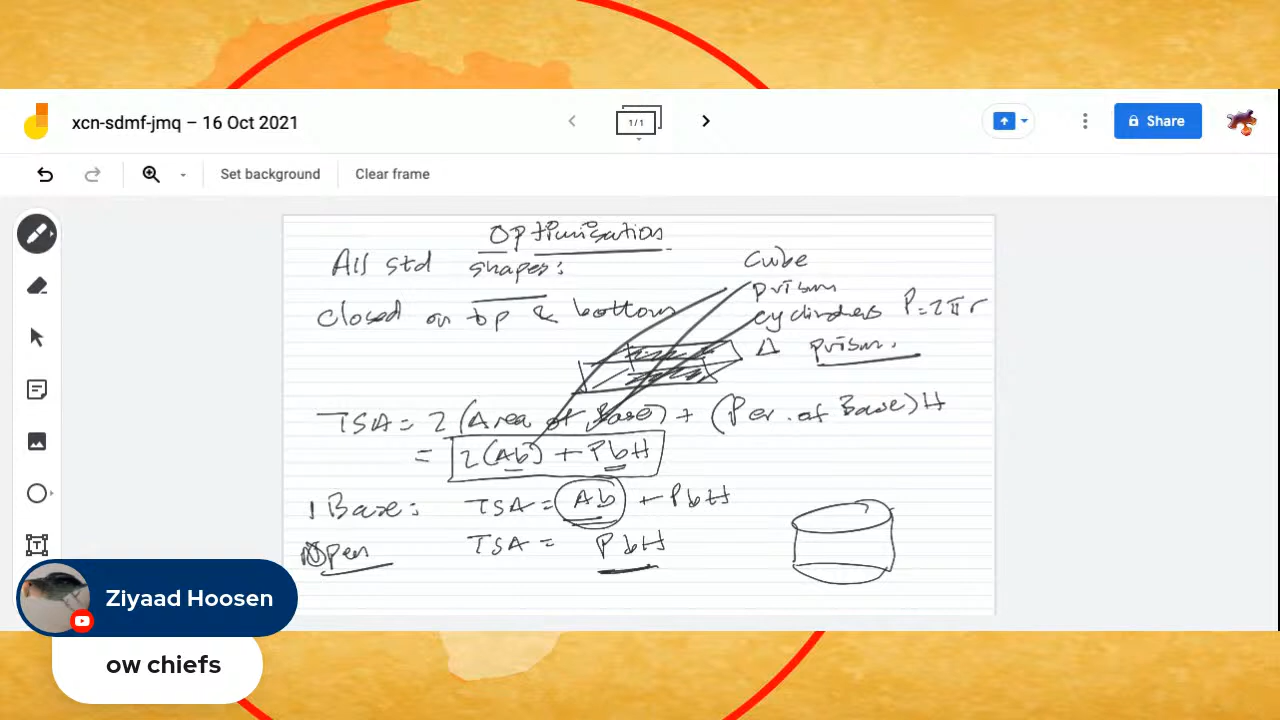 xcn-sdmf-jmq – 16 Oct 2021
1/1
Share
Set background
Clear frame
Optimisation
All std shapes:
Cube
prism
closed on top & bottom
cylinders P=2πr
Δ prism.
TSA = 2 (Area of Base) + (Per. of Base)H
= 2(Ab) + PbH
1 Base: TSA = Ab + PbH
Open TSA = PbH
Ziyaad Hoosen
ow chiefs